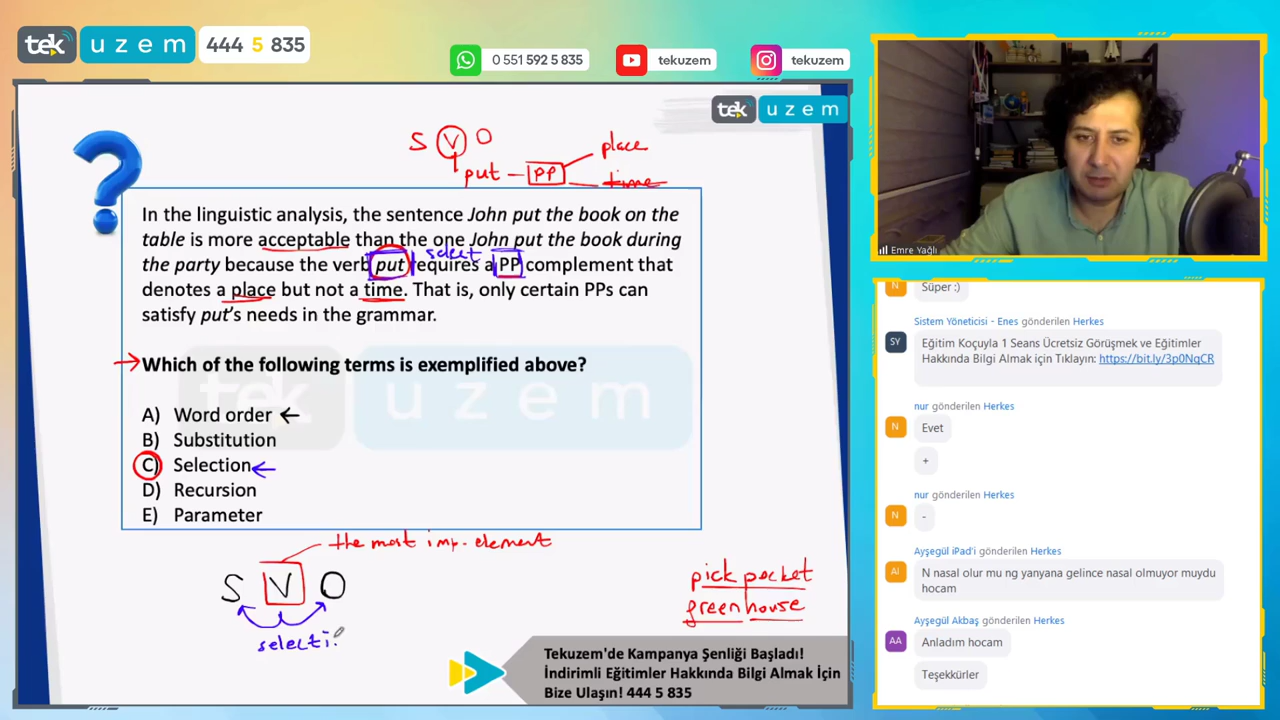 tek uzem 444 5 835
0 551 592 5 835
tekuzem
tekuzem
tek uzem
S V O
put — PP
place
time
In the linguistic analysis, the sentence John put the book on the
table is more acceptable than the one John put the book during
select
the party because the verb put requires a PP complement that
denotes a place but not a time. That is, only certain PPs can
satisfy put's needs in the grammar.
→ Which of the following terms is exemplified above?
tek uzem
A) Word order ←
B) Substitution
C) Selection ←
D) Recursion
E) Parameter
the most imp. element
S V O
selecti
pick pocket
greenhouse
Tekuzem'de Kampanya Şenliği Başladı!
İndirimli Eğitimler Hakkında Bilgi Almak İçin
Bize Ulaşın! 444 5 835
Emre Yağlı
N
Süper :)
Sistem Yöneticisi - Enes gönderilen Herkes
SY
Eğitim Koçuyla 1 Seans Ücretsiz Görüşmek ve Eğitimler
Hakkında Bilgi Almak için Tıklayın: https://bit.ly/3p0NqCR
nur gönderilen Herkes
N
Evet
+
nur gönderilen Herkes
N
-
Ayşegül iPad'i gönderilen Herkes
AI
N nasal olur mu ng yanyana gelince nasal olmuyor muydu
hocam
Ayşegül Akbaş gönderilen Herkes
AA
Anladım hocam
Teşekkürler